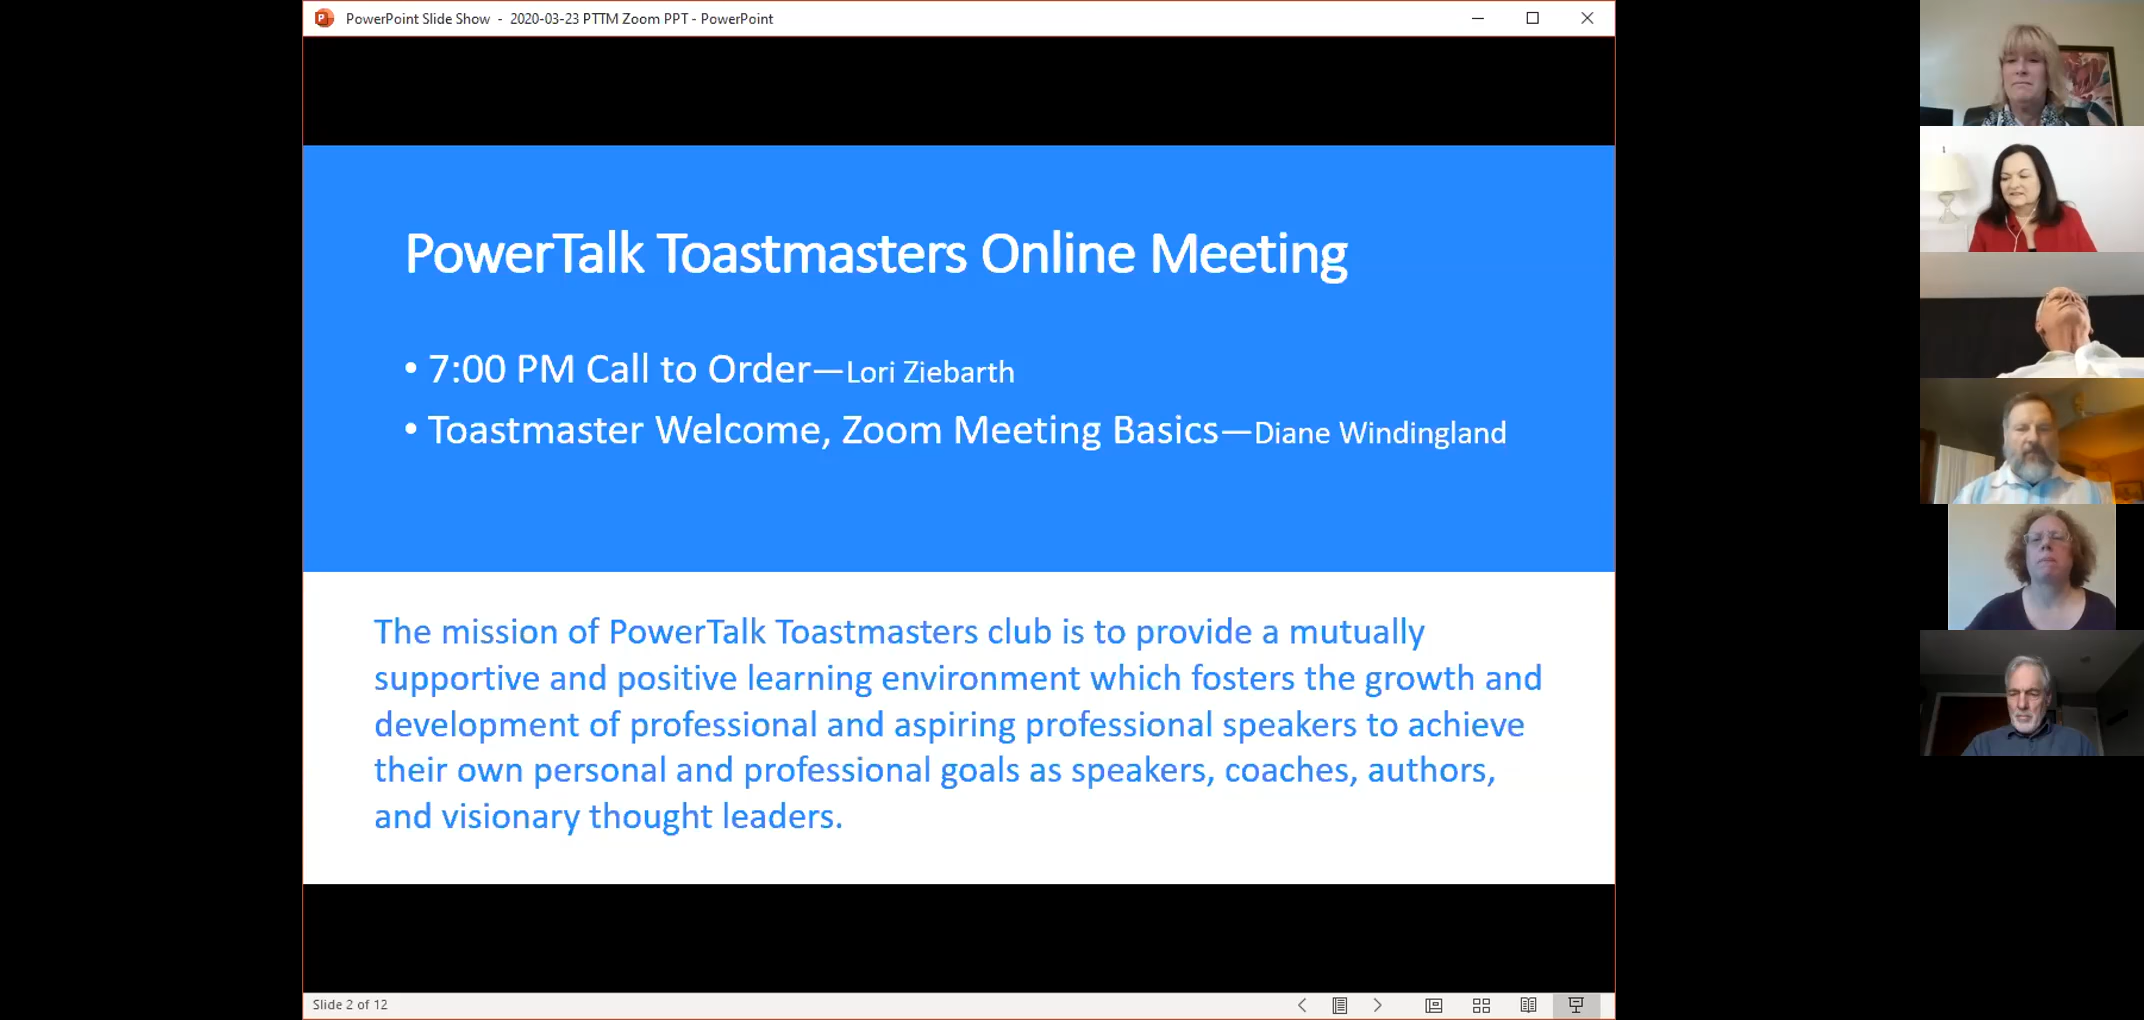 PowerPoint Slide Show - 2020-03-23 PTTM Zoom PPT - PowerPoint
PowerTalk Toastmasters Online Meeting
• 7:00 PM Call to Order—Lori Ziebarth
• Toastmaster Welcome, Zoom Meeting Basics—Diane Windingland
The mission of PowerTalk Toastmasters club is to provide a mutually
supportive and positive learning environment which fosters the growth and
development of professional and aspiring professional speakers to achieve
their own personal and professional goals as speakers, coaches, authors,
and visionary thought leaders.
Slide 2 of 12